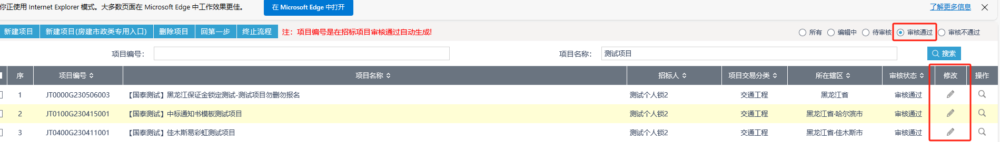 你正使用 Internet Explorer 模式。大多数页面在 Microsoft Edge 中工作效果更佳。 在 Microsoft Edge 中打开 了解更多信息
新建项目 新建项目(房建市政类专用入口) 删除项目 回第一步 终止流程 注：项目编号是在招标项目审核通过自动生成! 所有 编辑中 待审核 审核通过 审核不通过
项目编号： 项目名称： 测试项目 搜索
序 项目编号 项目名称 招标人 项目交易分类 所在辖区 审核状态 修改 操作
1 JT0000G230506003 【国泰测试】黑龙江保证金锁定测试-测试项目勿删勿报名 测试个人锁2 交通工程 黑龙江省 审核通过
2 JT0100G230415001 【国泰测试】中标通知书模板测试项目 测试个人锁2 交通工程 黑龙江省·哈尔滨市 审核通过
3 JT0400G230411001 【国泰测试】佳木斯易彩虹测试项目 测试个人锁2 交通工程 黑龙江省·佳木斯市 审核通过